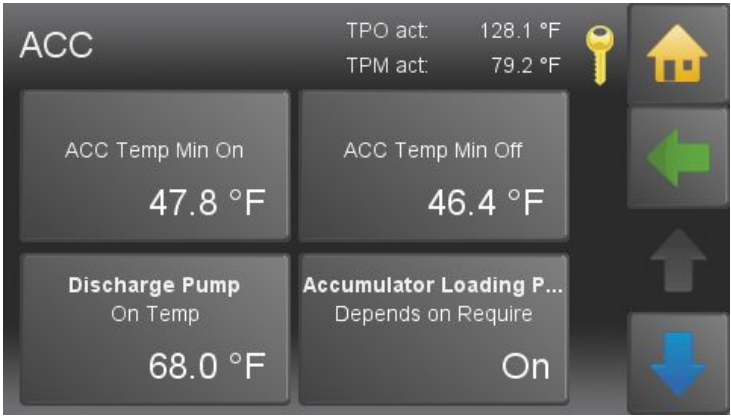 ACC
TPO act: 128.1 °F
TPM act: 79.2 °F
ACC Temp Min On
47.8 °F
ACC Temp Min Off
46.4 °F
Discharge Pump
On Temp
68.0 °F
Accumulator Loading P...
Depends on Require
On